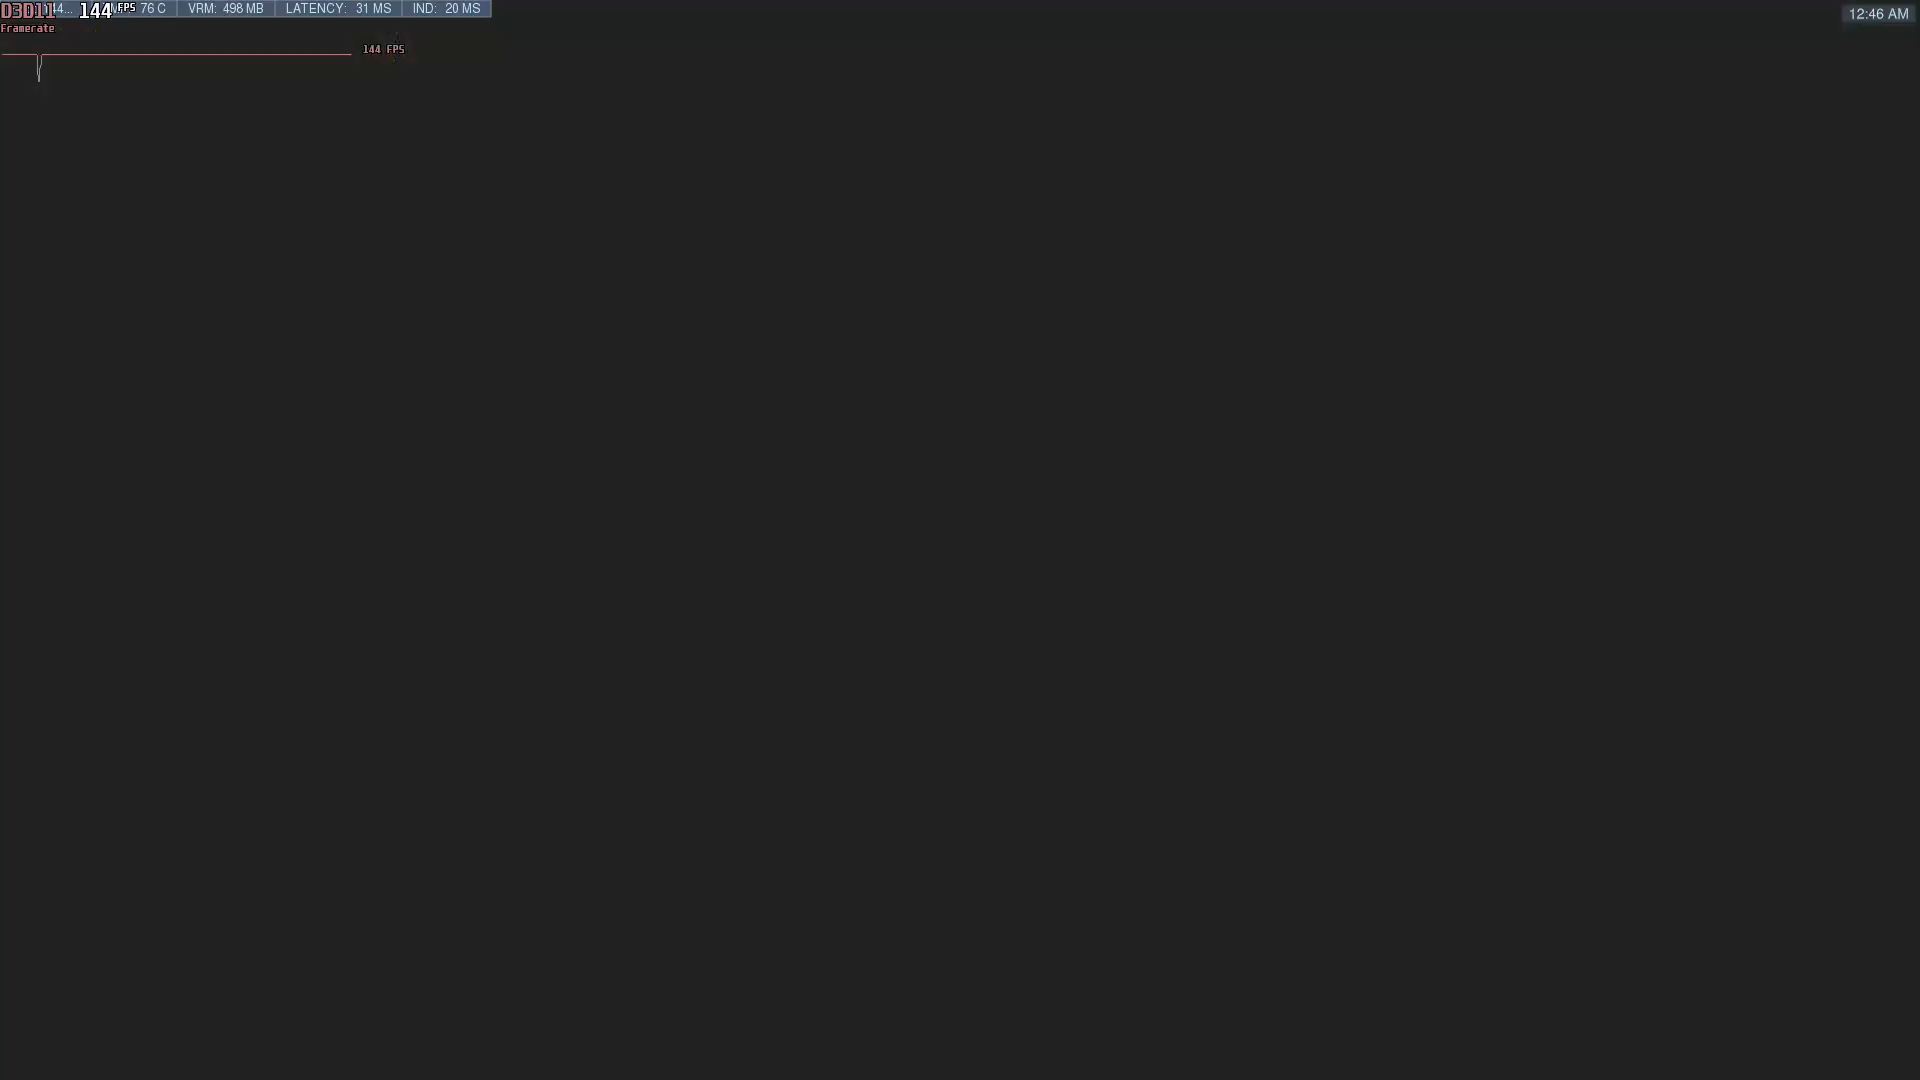 D3D11 144 FPS 76 C VRM: 498 MB LATENCY: 31 MS IND: 20 MS
12:46 AM
Framerate
144 FPS